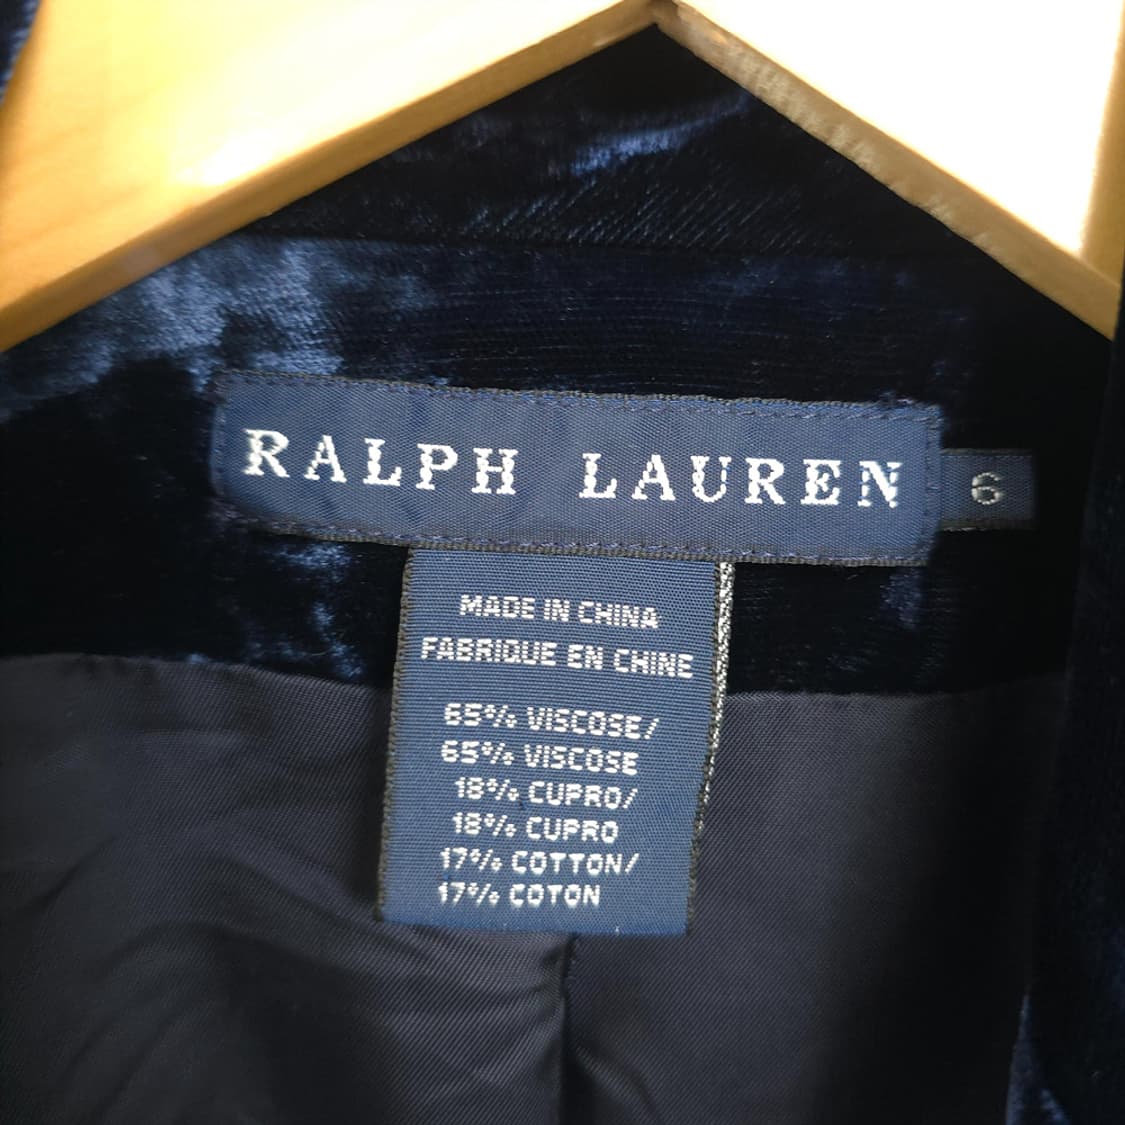 RALPH LAUREN 6
MADE IN CHINA
FABRIQUE EN CHINE
65% VISCOSE/
65% VISCOSE
18% CUPRO/
18% CUPRO
17% COTTON/
17% COTON